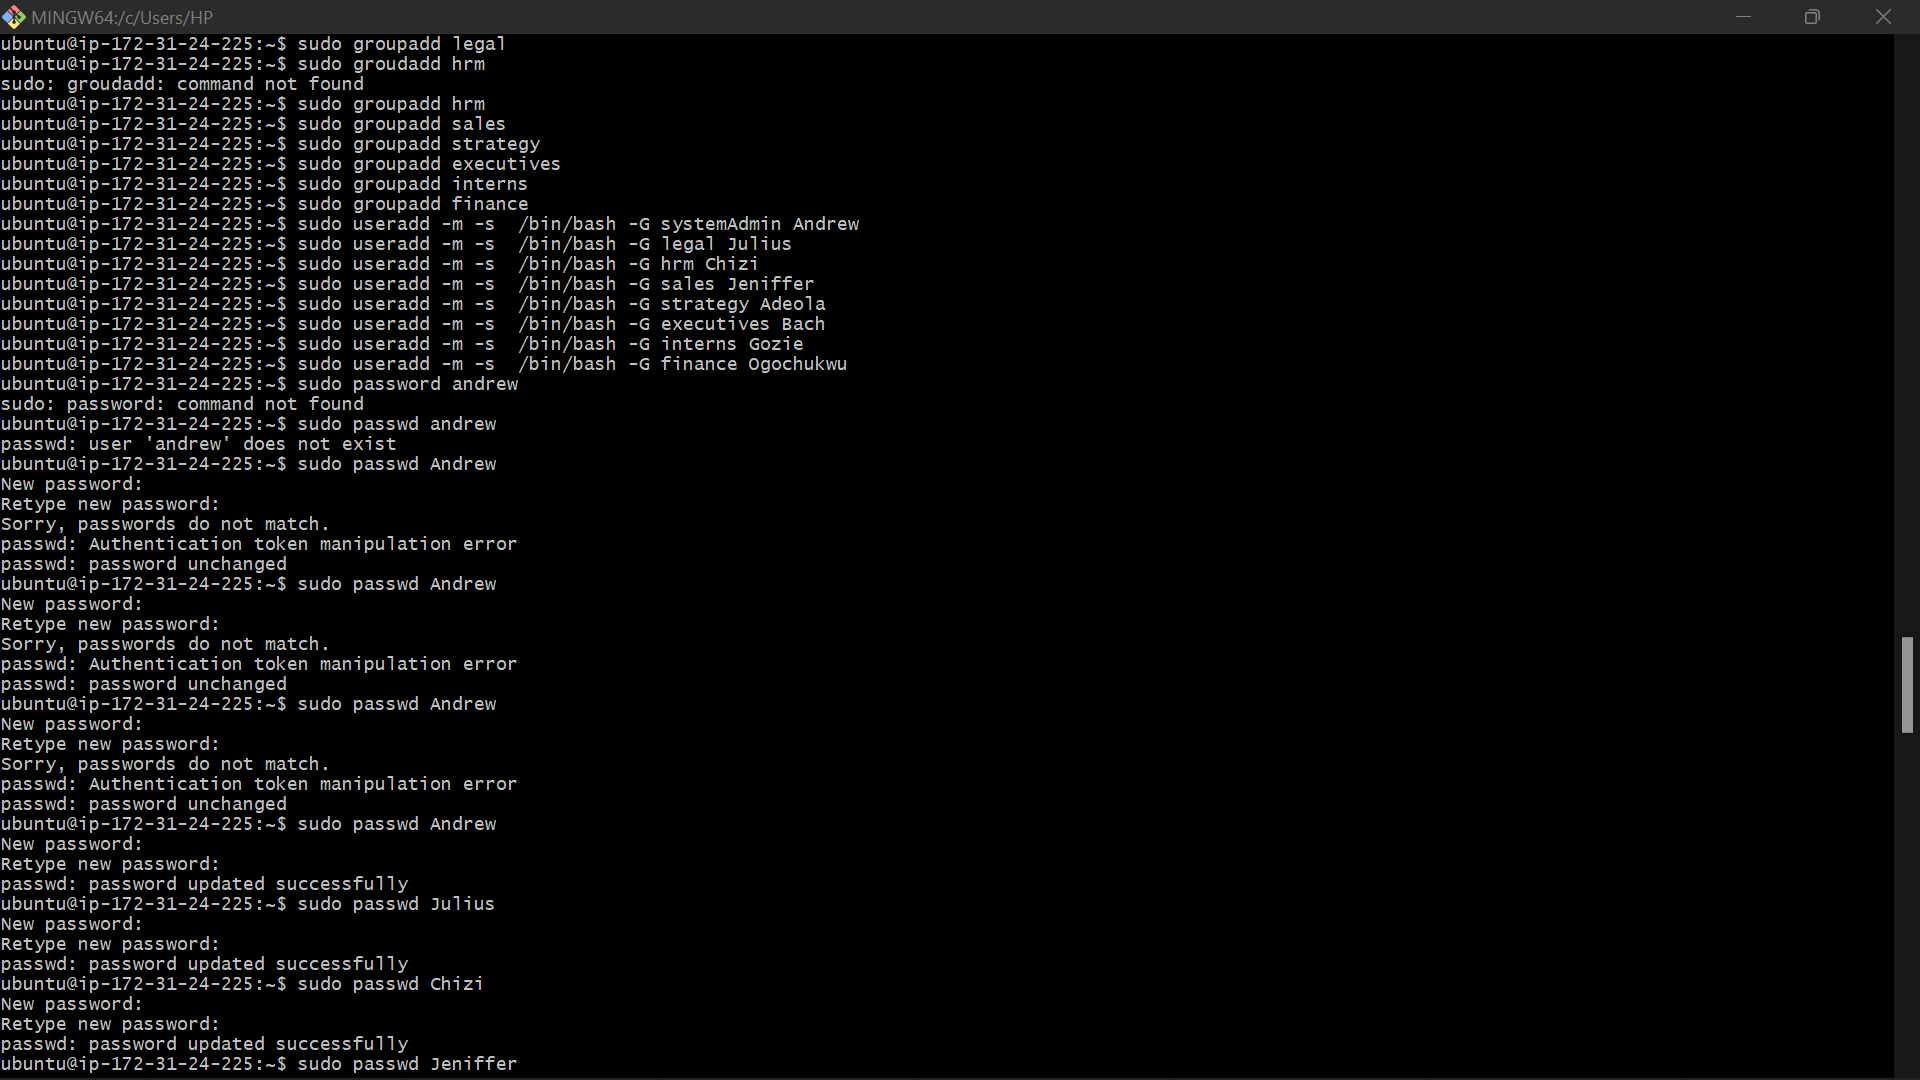 MINGW64:/c/Users/HP
ubuntu@ip-172-31-24-225:~$ sudo groupadd legal
ubuntu@ip-172-31-24-225:~$ sudo groudadd hrm
sudo: groudadd: command not found
ubuntu@ip-172-31-24-225:~$ sudo groupadd hrm
ubuntu@ip-172-31-24-225:~$ sudo groupadd sales
ubuntu@ip-172-31-24-225:~$ sudo groupadd strategy
ubuntu@ip-172-31-24-225:~$ sudo groupadd executives
ubuntu@ip-172-31-24-225:~$ sudo groupadd interns
ubuntu@ip-172-31-24-225:~$ sudo groupadd finance
ubuntu@ip-172-31-24-225:~$ sudo useradd -m -s  /bin/bash -G systemAdmin Andrew
ubuntu@ip-172-31-24-225:~$ sudo useradd -m -s  /bin/bash -G legal Julius
ubuntu@ip-172-31-24-225:~$ sudo useradd -m -s  /bin/bash -G hrm Chizi
ubuntu@ip-172-31-24-225:~$ sudo useradd -m -s  /bin/bash -G sales Jeniffer
ubuntu@ip-172-31-24-225:~$ sudo useradd -m -s  /bin/bash -G strategy Adeola
ubuntu@ip-172-31-24-225:~$ sudo useradd -m -s  /bin/bash -G executives Bach
ubuntu@ip-172-31-24-225:~$ sudo useradd -m -s  /bin/bash -G interns Gozie
ubuntu@ip-172-31-24-225:~$ sudo useradd -m -s  /bin/bash -G finance Ogochukwu
ubuntu@ip-172-31-24-225:~$ sudo password andrew
sudo: password: command not found
ubuntu@ip-172-31-24-225:~$ sudo passwd andrew
passwd: user 'andrew' does not exist
ubuntu@ip-172-31-24-225:~$ sudo passwd Andrew
New password:
Retype new password:
Sorry, passwords do not match.
passwd: Authentication token manipulation error
passwd: password unchanged
ubuntu@ip-172-31-24-225:~$ sudo passwd Andrew
New password:
Retype new password:
Sorry, passwords do not match.
passwd: Authentication token manipulation error
passwd: password unchanged
ubuntu@ip-172-31-24-225:~$ sudo passwd Andrew
New password:
Retype new password:
Sorry, passwords do not match.
passwd: Authentication token manipulation error
passwd: password unchanged
ubuntu@ip-172-31-24-225:~$ sudo passwd Andrew
New password:
Retype new password:
passwd: password updated successfully
ubuntu@ip-172-31-24-225:~$ sudo passwd Julius
New password:
Retype new password:
passwd: password updated successfully
ubuntu@ip-172-31-24-225:~$ sudo passwd Chizi
New password:
Retype new password:
passwd: password updated successfully
ubuntu@ip-172-31-24-225:~$ sudo passwd Jeniffer